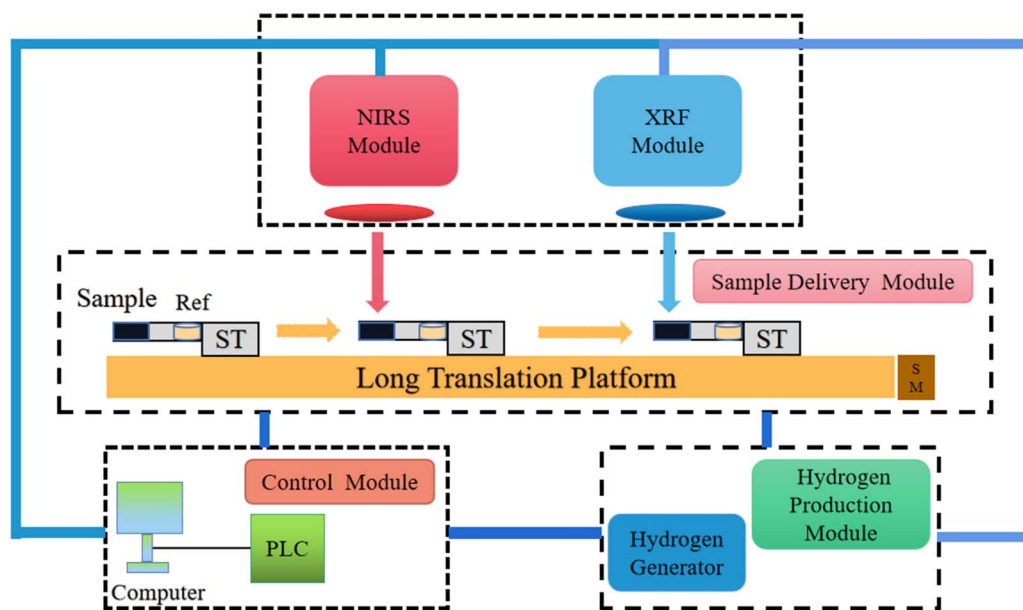 NIRS
Module
XRF
Module
Sample Delivery Module
Sample
Ref
ST
ST
ST
Long Translation Platform
S
M
Control Module
PLC
Computer
Hydrogen
Production
Module
Hydrogen
Generator